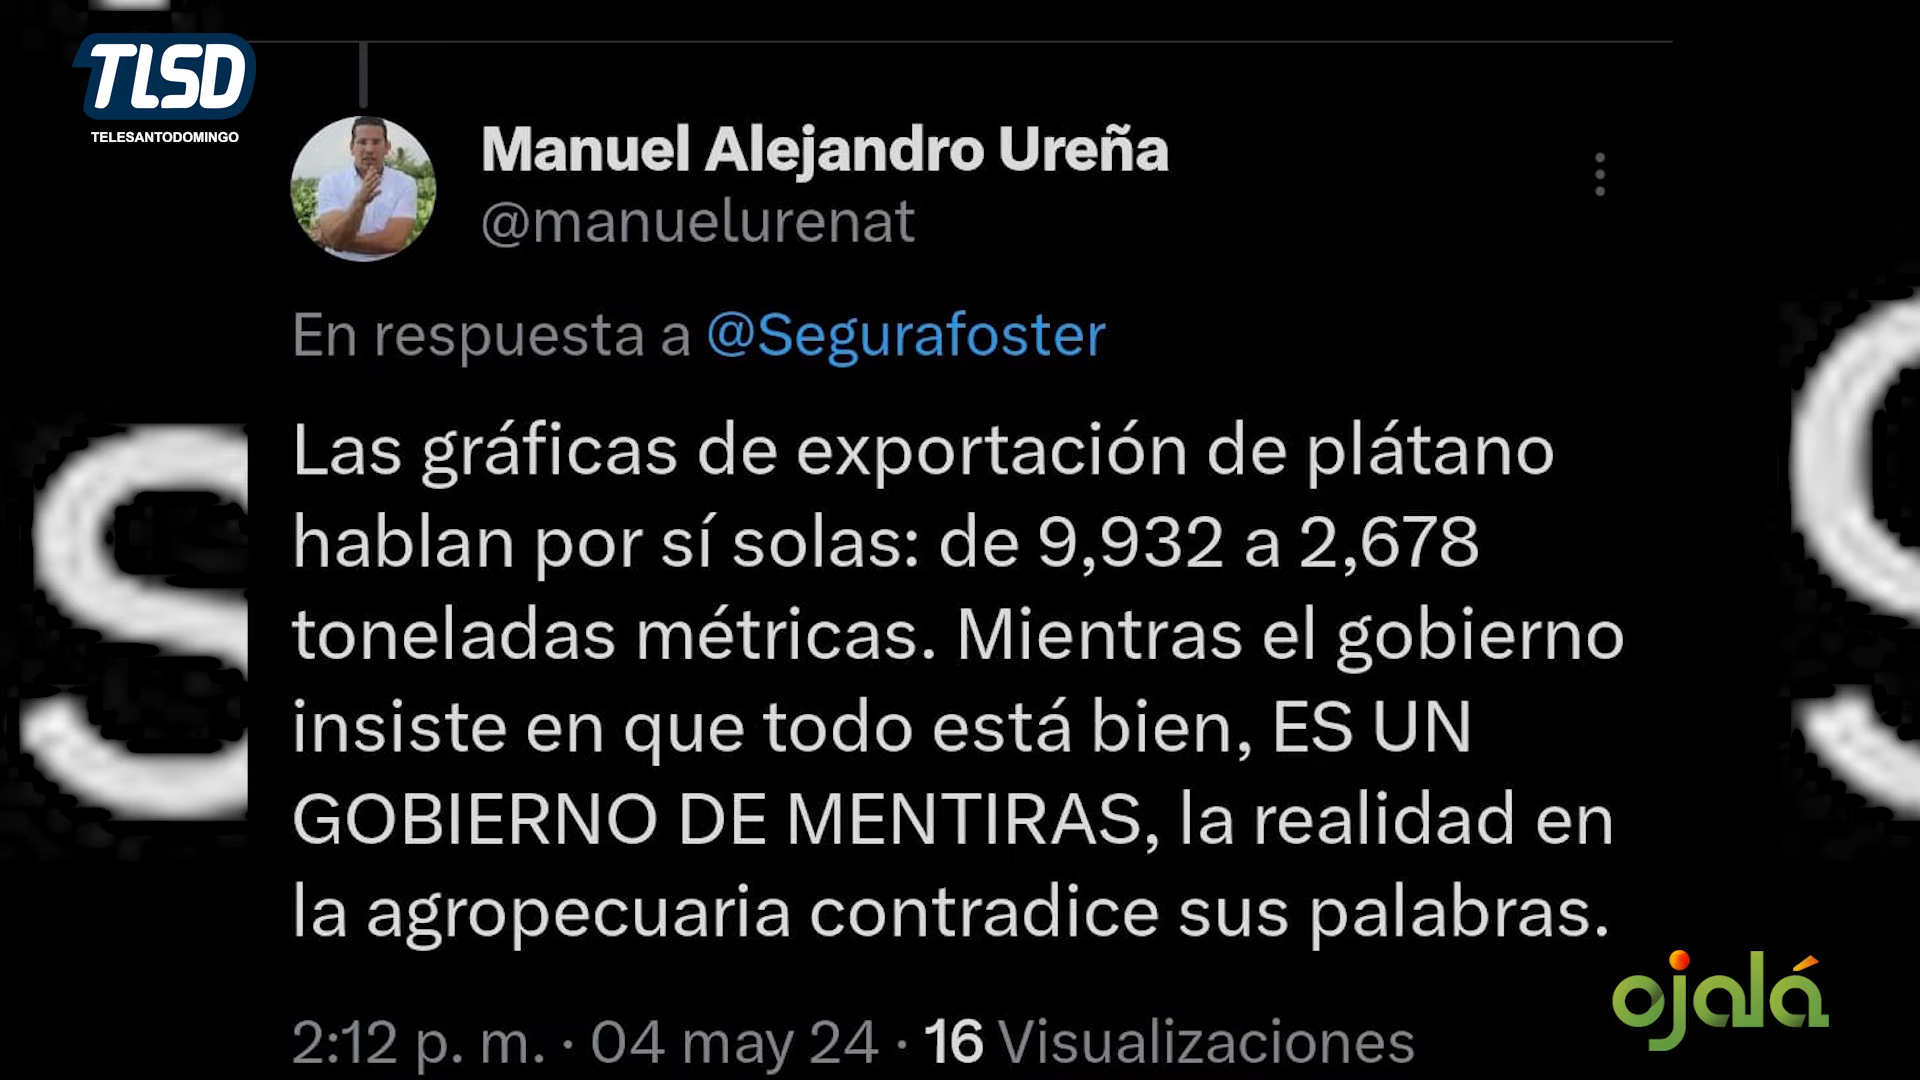 TLSD
TELESANTODOMINGO
Manuel Alejandro Ureña
@manuelurenat
En respuesta a @Segurafoster
Las gráficas de exportación de plátano
hablan por sí solas: de 9,932 a 2,678
toneladas métricas. Mientras el gobierno
insiste en que todo está bien, ES UN
GOBIERNO DE MENTIRAS, la realidad en
la agropecuaria contradice sus palabras.
2:12 p. m. · 04 may 24 · 16 Visualizaciones
ojalá